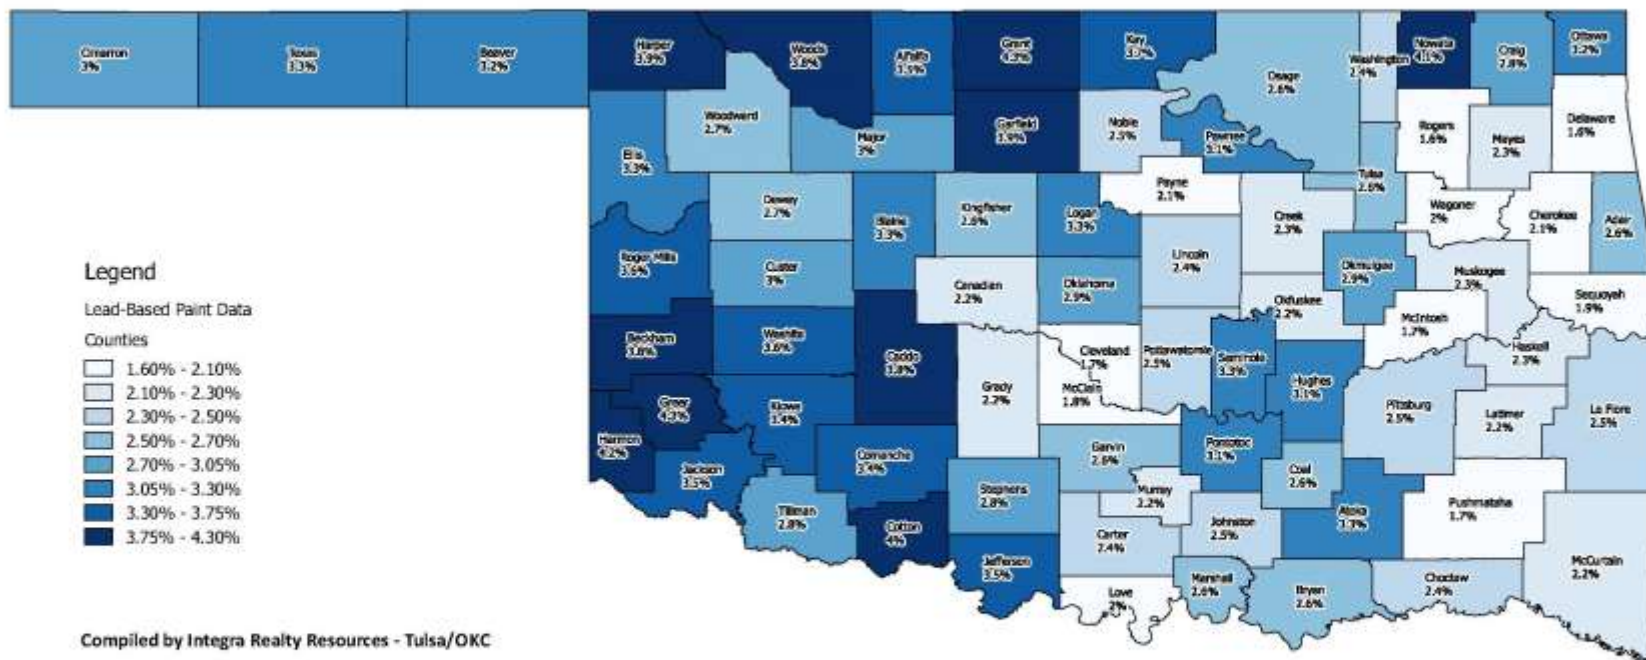 Cimarron
3%
Texas
3.3%
Beaver
3.2%
Harper
3.9%
Woods
3.8%
Alfalfa
Grant
Kay
Osage
2.6%
Washington
2.4%
Nowata
4.1%
Craig
2.8%
Ottawa
3.2%
Woodward
2.7%
Major
3%
Garfield
3.9%
Noble
2.5%
Pawnee
3.1%
Rogers
1.6%
Mayes
2.3%
Delaware
1.6%
Ellis
3.3%
Dewey
2.7%
Blaine
3.3%
Kingfisher
2.6%
Logan
3.3%
Payne
2.1%
Creek
2.3%
Tulsa
2.6%
Wagoner
2%
Cherokee
2.1%
Adair
2.6%
Roger Mills
3.6%
Custer
3%
Canadian
2.2%
Oklahoma
2.9%
Lincoln
2.4%
Okfuskee
2.2%
Okmulgee
2.9%
Muskogee
2.3%
McIntosh
1.7%
Sequoyah
1.9%
Beckham
3.8%
Washita
3.6%
Caddo
3.8%
Grady
2.2%
Cleveland
1.7%
McClain
1.8%
Pottawatomie
2.5%
Seminole
3.3%
Hughes
3.1%
Pittsburg
2.5%
Haskell
2.3%
Latimer
2.2%
Le Flore
2.5%
Greer
4.3%
Harmon
4.2%
Kiowa
3.4%
Jackson
3.5%
Comanche
3.4%
Tillman
2.8%
Cotton
4%
Stephens
2.8%
Jefferson
3.5%
Garvin
2.6%
Murray
2.2%
Pontotoc
3.1%
Coal
2.6%
Carter
2.4%
Johnston
2.5%
Atoka
3.3%
Pushmataha
1.7%
McCurtain
2.2%
Love
2%
Marshall
2.6%
Bryan
2.6%
Choctaw
2.4%
Legend
Lead-Based Paint Data
Counties
1.60% - 2.10%
2.10% - 2.30%
2.30% - 2.50%
2.50% - 2.70%
2.70% - 3.05%
3.05% - 3.30%
3.30% - 3.75%
3.75% - 4.30%
Compiled by Integra Realty Resources - Tulsa/OKC